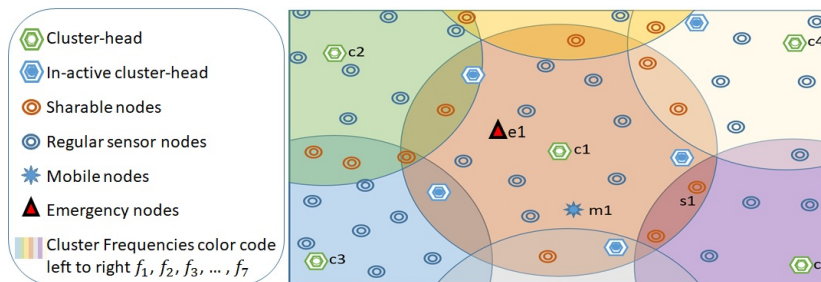 Cluster-head
In-active cluster-head
Sharable nodes
Regular sensor nodes
Mobile nodes
Emergency nodes
Cluster Frequencies color code
left to right f₁, f₂, f₃, ..., f₇
c2
c4
e1
c1
s1
m1
c3
c